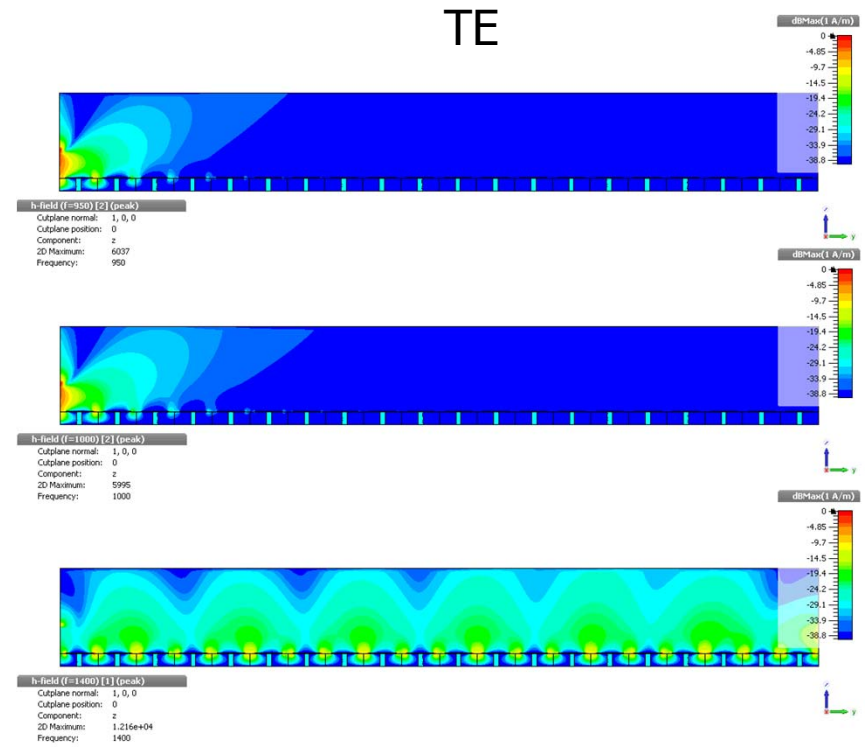 TE
dBMax(1 A/m)
0
-4.85
-9.7
-14.5
-19.4
-24.2
-29.1
-33.9
-38.8
h-field (f=950) [2] (peak)
Cutplane normal: 1, 0, 0
Cutplane position: 0
Component: z
2D Maximum: 6037
Frequency: 950
z
x
y
dBMax(1 A/m)
0
-4.85
-9.7
-14.5
-19.4
-24.2
-29.1
-33.9
-38.8
h-field (f=1000) [2] (peak)
Cutplane normal: 1, 0, 0
Cutplane position: 0
Component: z
2D Maximum: 5995
Frequency: 1000
z
x
y
dBMax(1 A/m)
0
-4.85
-9.7
-14.5
-19.4
-24.2
-29.1
-33.9
-38.8
h-field (f=1400) [1] (peak)
Cutplane normal: 1, 0, 0
Cutplane position: 0
Component: z
2D Maximum: 1.216e+04
Frequency: 1400
z
x
y